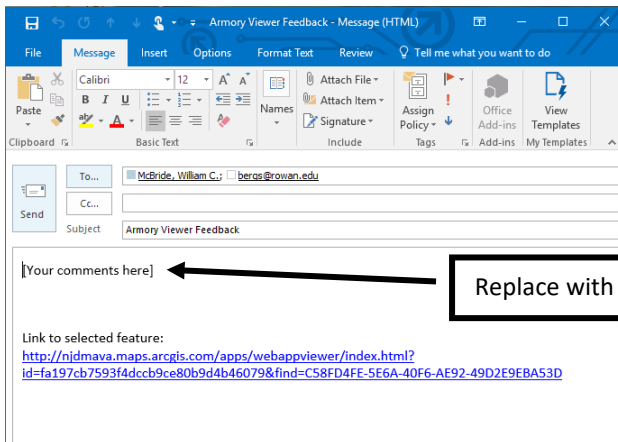 Armory Viewer Feedback - Message (HTML)
File Message Insert Options Format Text Review Tell me what you want to do
Calibri 12 A A
Attach File
Attach Item
Signature
Paste
B I U
ab A
Names
Assign Policy
Office Add-ins
View Templates
Clipboard Basic Text Include Tags Add-ins My Templates
To... McBride, William C.; bergs@rowan.edu
Cc...
Send
Subject Armory Viewer Feedback
[Your comments here]
Replace with
Link to selected feature:
http://njdmava.maps.arcgis.com/apps/webappviewer/index.html?
id=fa197cb7593f4dccb9ce80b9d4b46079&find=C58FD4FE-5E6A-40F6-AE92-49D2E9EBA53D